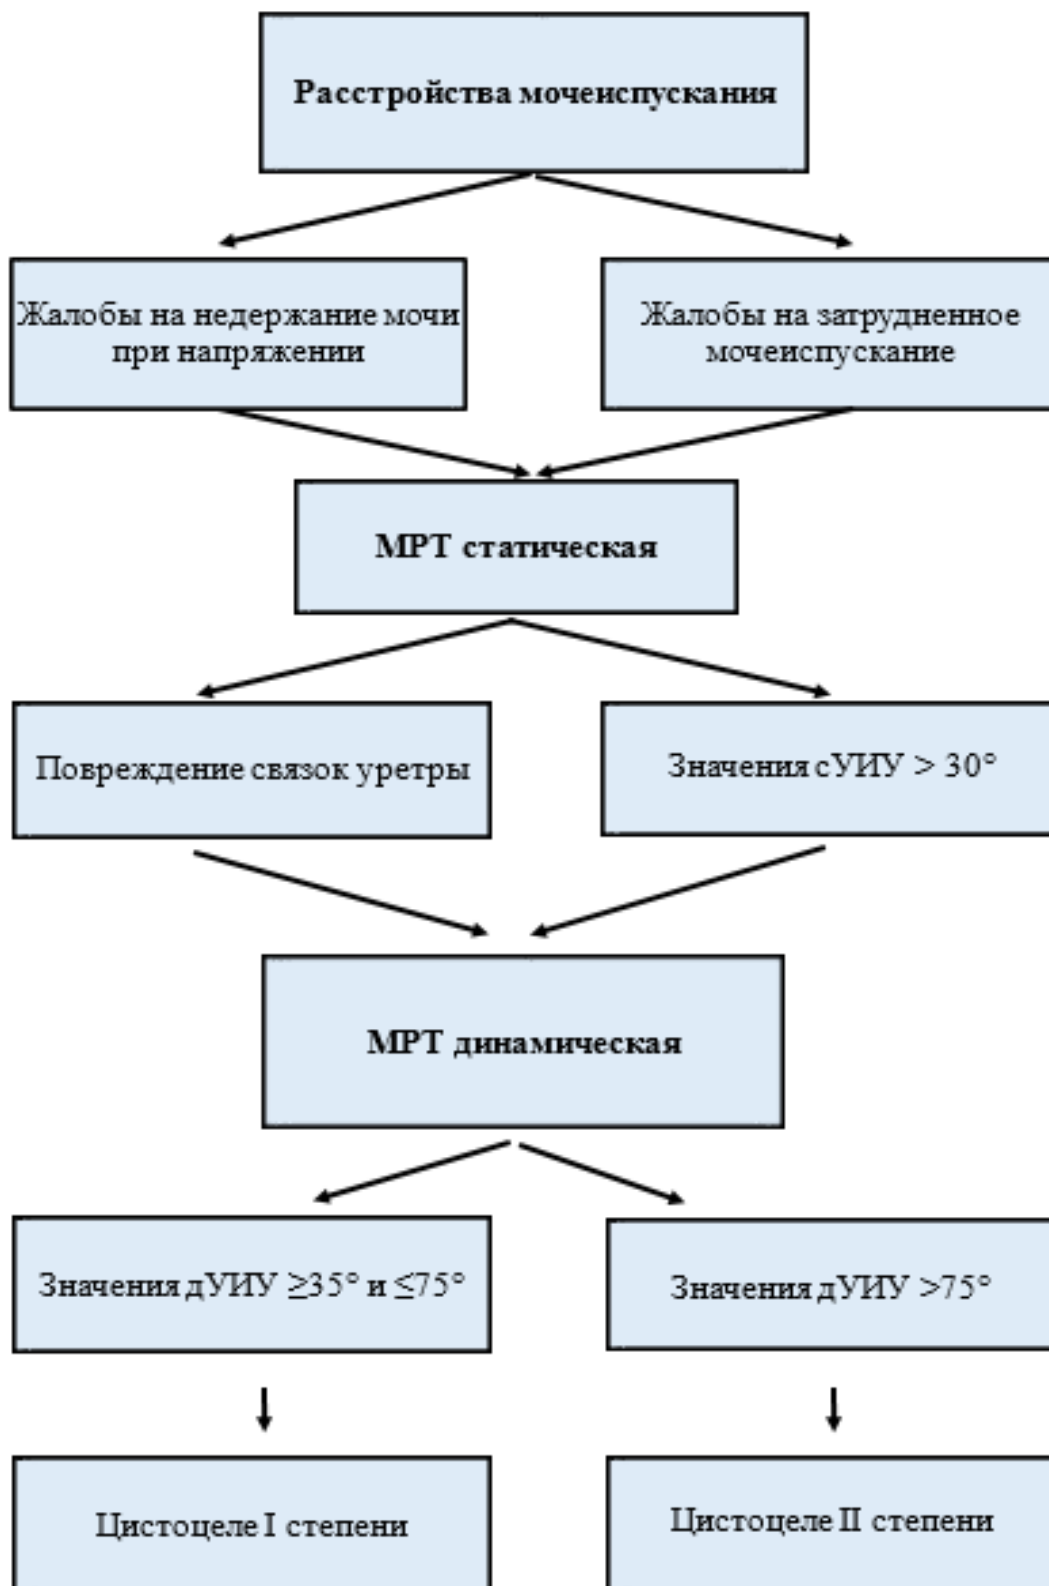 Расстройства мочеиспускания
Жалобы на недержание мочи
при напряжении
Жалобы на затрудненное
мочеиспускание
МРТ статическая
Повреждение связок уретры
Значения сУИУ > 30°
МРТ динамическая
Значения дУИУ ≥35° и ≤75°
Значения дУИУ >75°
Цистоцеле I степени
Цистоцеле II степени